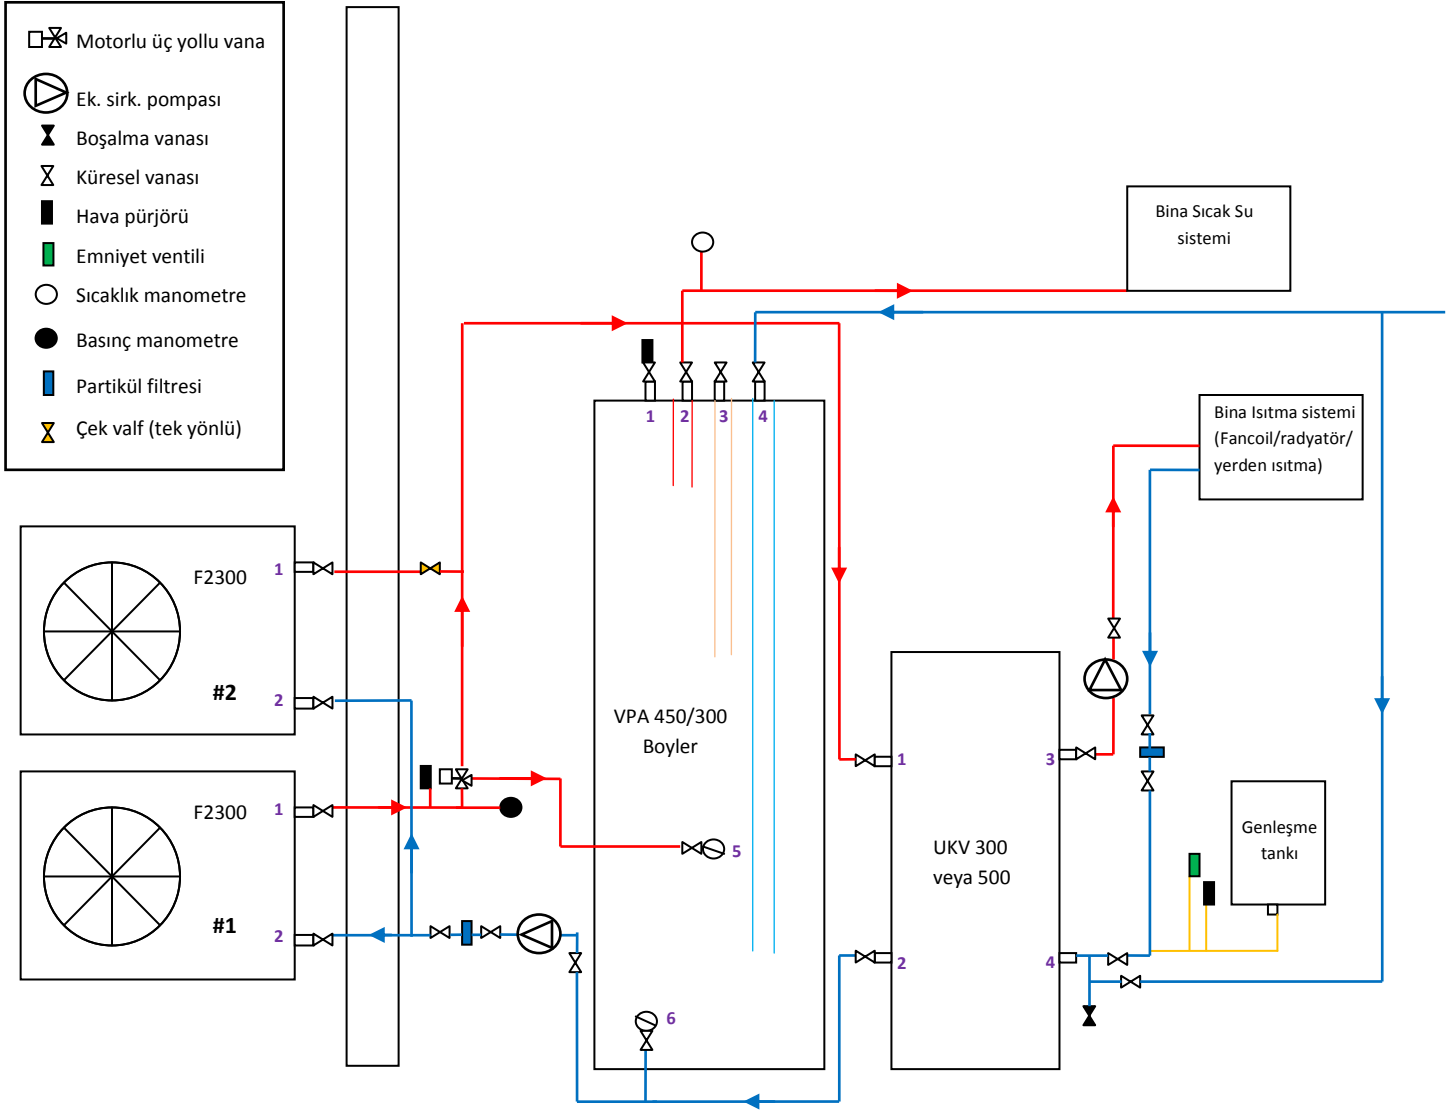 Motorlu üç yollu vana
Ek. sirk. pompası
Boşalma vanası
Küresel vanası
Hava pürjörü
Emniyet ventili
Sıcaklık manometre
Basınç manometre
Partikül filtresi
Çek valf (tek yönlü)
Bina Sıcak Su
sistemi
1
2
3
4
Bina Isıtma sistemi
(Fancoil/radyatör/
yerden ısıtma)
F2300
1
#2
2
VPA 450/300
Boyler
5
6
F2300
1
#1
2
1
3
UKV 300
veya 500
2
4
Genleşme
tankı